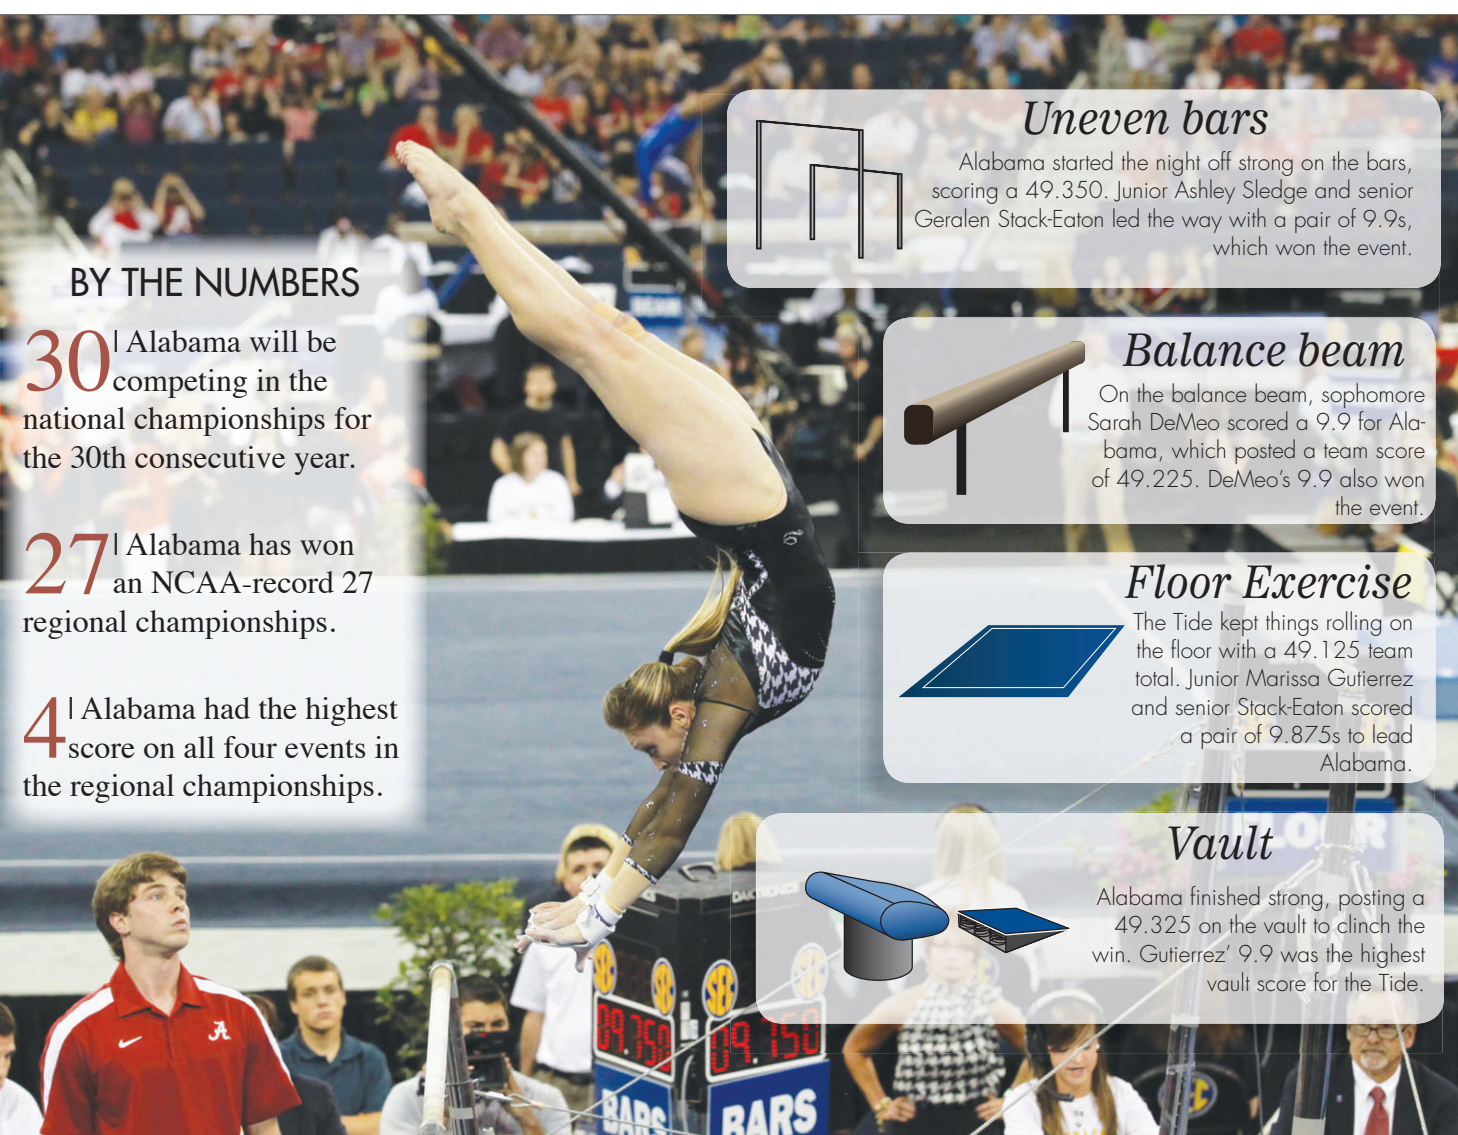 BY THE NUMBERS
30 | Alabama will be
competing in the
national championships for
the 30th consecutive year.
27 | Alabama has won
an NCAA-record 27
regional championships.
4 | Alabama had the highest
score on all four events in
the regional championships.
Uneven bars
Alabama started the night off strong on the bars,
scoring a 49.350. Junior Ashley Sledge and senior
Geralen Stack-Eaton led the way with a pair of 9.9s,
which won the event.
Balance beam
On the balance beam, sophomore
Sarah DeMeo scored a 9.9 for Ala-
bama, which posted a team score
of 49.225. DeMeo's 9.9 also won
the event.
Floor Exercise
The Tide kept things rolling on
the floor with a 49.125 team
total. Junior Marissa Gutierrez
and senior Stack-Eaton scored
a pair of 9.875s to lead
Alabama.
Vault
Alabama finished strong, posting a
49.325 on the vault to clinch the
win. Gutierrez' 9.9 was the highest
vault score for the Tide.
BEAM
FLOOR
DAKTRONICS
A
SEC SEC SEC SEC
09.750 09.750
BARS BARS
SEC